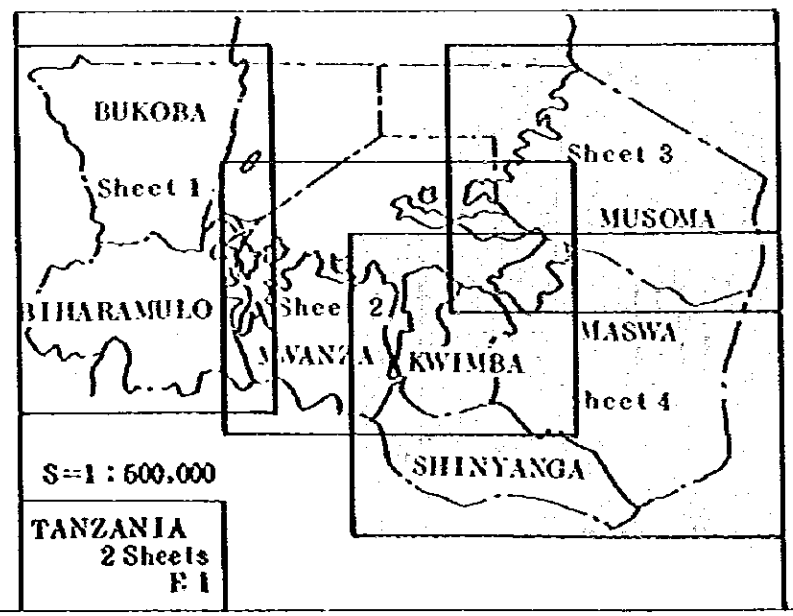 BUKOBA
Sheet 1
Sheet 3
MUSOMA
BIHARAMULO
Shee 2
MWANZA
KWIMBA
MASWA
heet 4
SHINYANGA
S=1:600,000
TANZANIA
2 Sheets